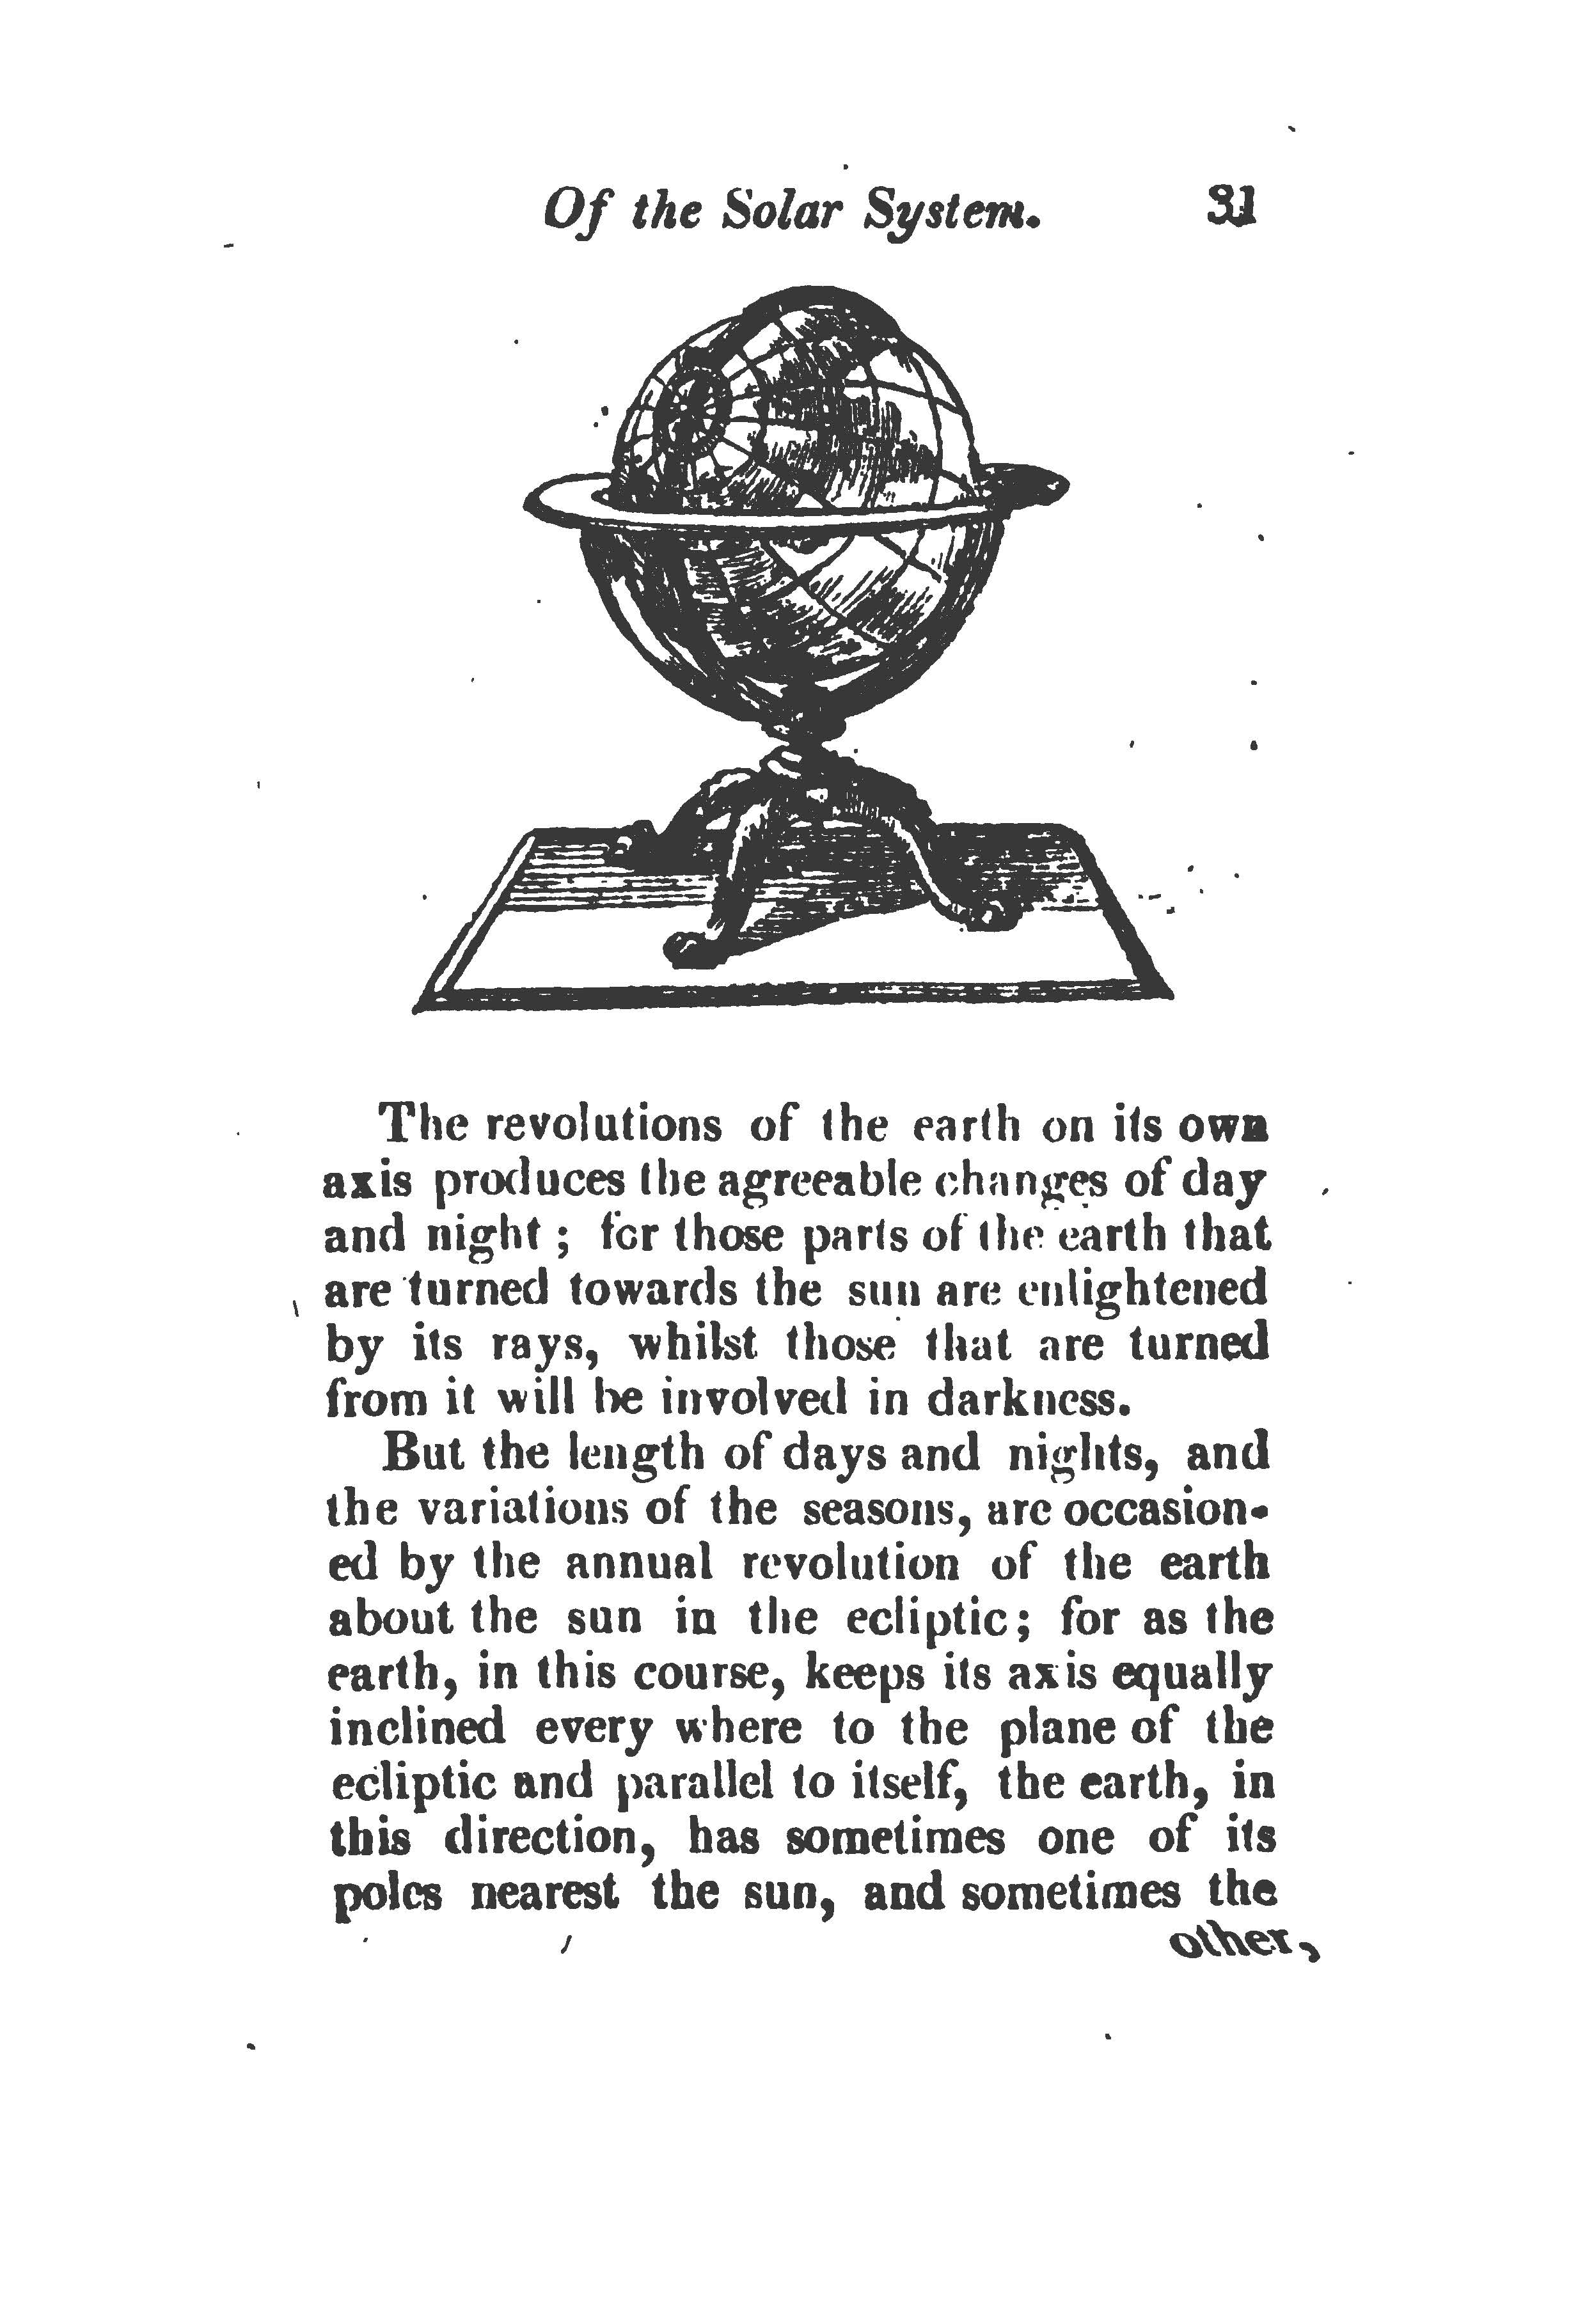 Of the Solar System. 31
The revolutions of the earth on its own
axis produces the agreeable changes of day
and night ; for those parts of the earth that
are turned towards the sun are enlightened
by its rays, whilst those that are turned
from it will be involved in darkness.
But the length of days and nights, and
the variations of the seasons, are occasion-
ed by the annual revolution of the earth
about the sun in the ecliptic; for as the
earth, in this course, keeps its axis equally
inclined every where to the plane of the
ecliptic and parallel to itself, the earth, in
this direction, has sometimes one of its
poles nearest the sun, and sometimes the
other,